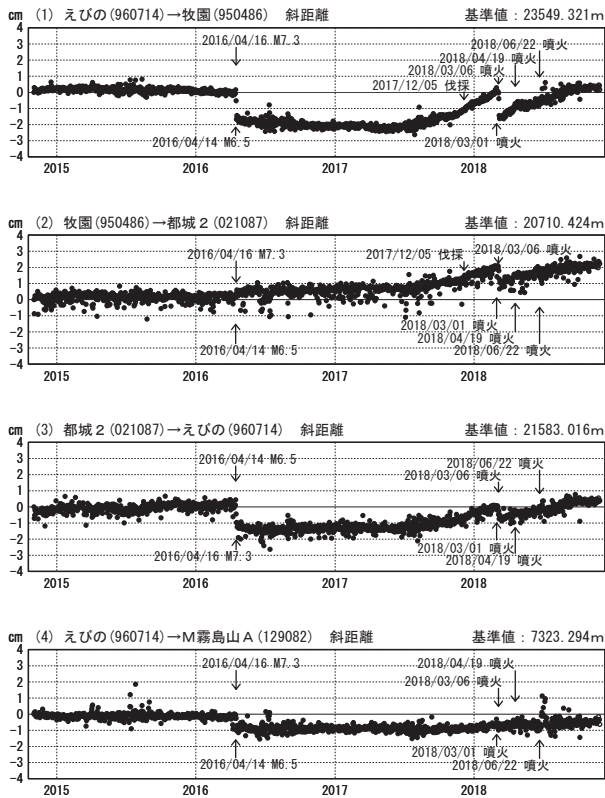 cm (1) えびの(960714)→牧園(950486) 斜距離 基準値：23549.321m
4
3
2
1
0
−1
−2
−3
−4
2016/04/16 M7.3
2018/06/22 噴火
2018/04/19 噴火
2018/03/06 噴火
2017/12/05 伐採
2016/04/14 M6.5
2018/03/01 噴火
2015 2016 2017 2018
cm (2) 牧園(950486)→都城2(021087) 斜距離 基準値：20710.424m
4
3
2
1
0
−1
−2
−3
−4
2016/04/16 M7.3
2017/12/05 伐採
2018/03/06 噴火
2018/03/01 噴火
2018/04/19 噴火
2016/04/14 M6.5
2018/06/22 噴火
2015 2016 2017 2018
cm (3) 都城2(021087)→えびの(960714) 斜距離 基準値：21583.016m
4
3
2
1
0
−1
−2
−3
−4
2016/04/14 M6.5
2018/06/22 噴火
2018/03/06 噴火
2016/04/16 M7.3
2018/03/01 噴火
2018/04/19 噴火
2015 2016 2017 2018
cm (4) えびの(960714)→M霧島山A(129082) 斜距離 基準値：7323.294m
4
3
2
1
0
−1
−2
−3
−4
2016/04/16 M7.3
2018/04/19 噴火
2018/03/06 噴火
2018/03/01 噴火
2016/04/14 M6.5
2018/06/22 噴火
2015 2016 2017 2018